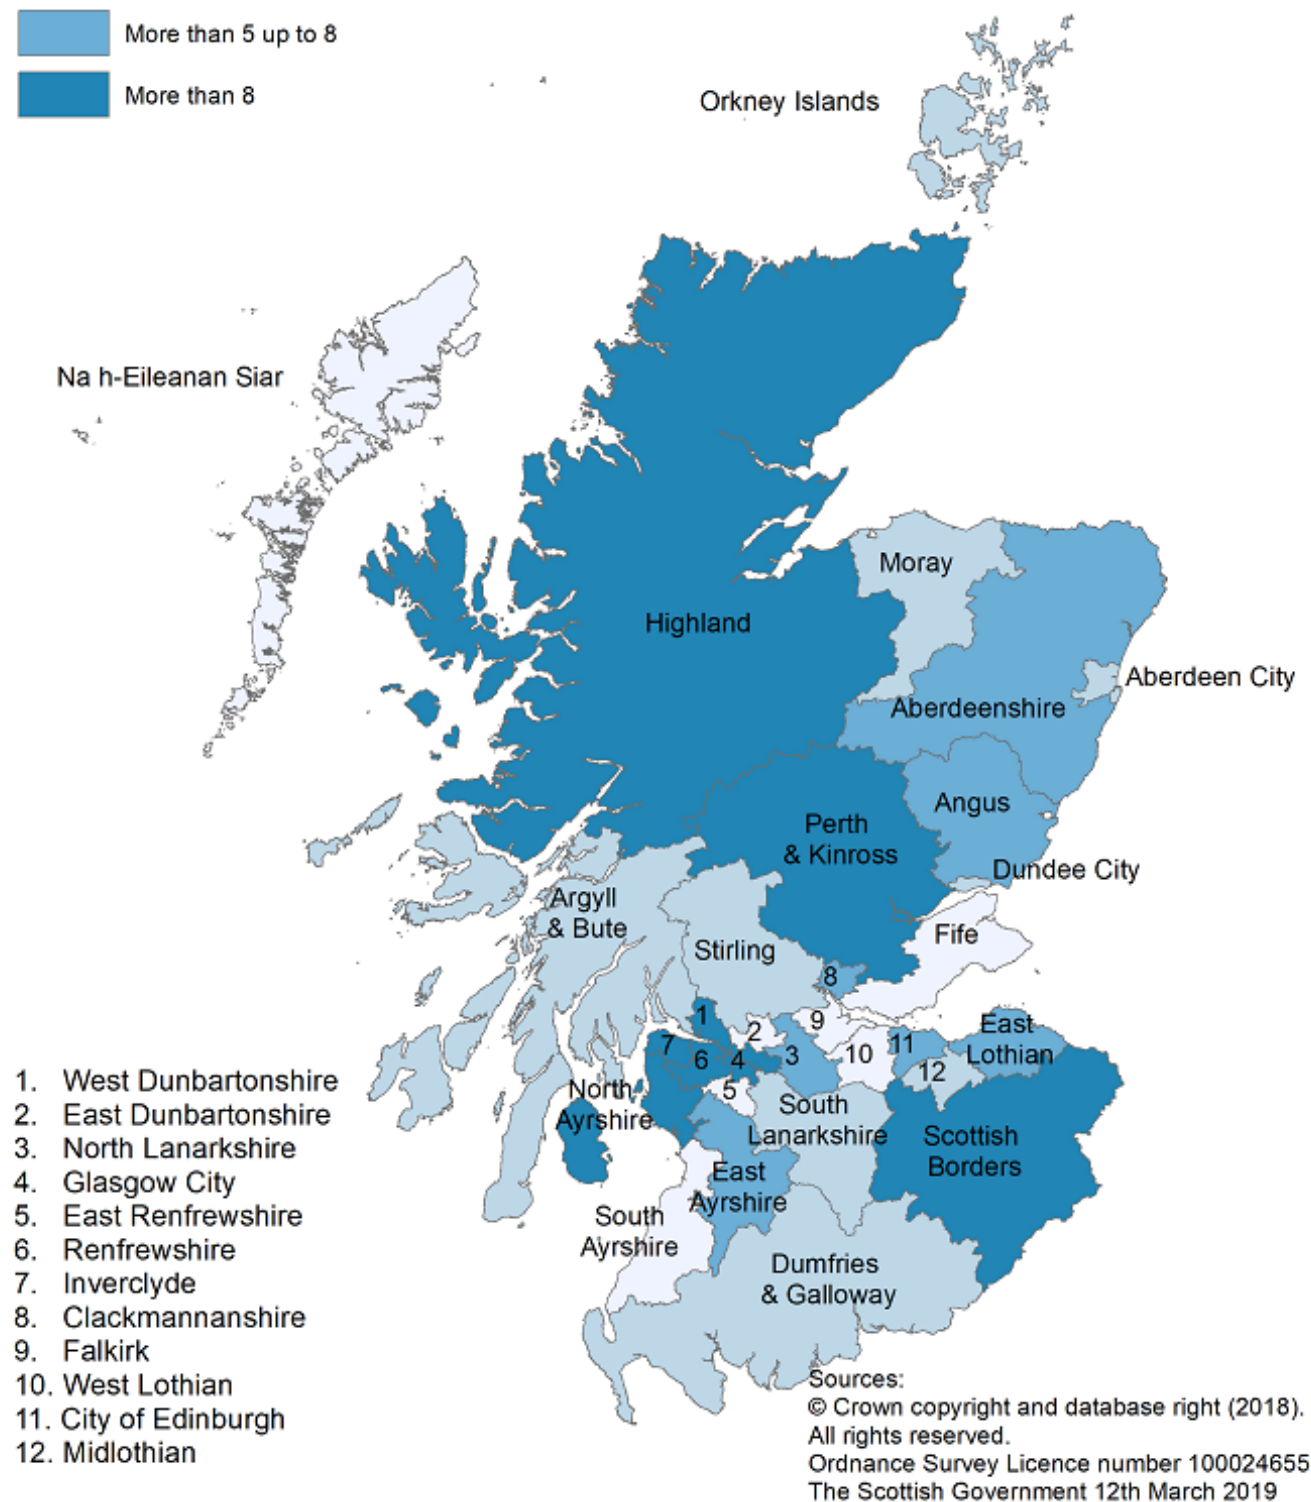 More than 5 up to 8
More than 8
Orkney Islands
Na h-Eileanan Siar
Moray
Highland
Aberdeen City
Aberdeenshire
Angus
Perth
& Kinross
Dundee City
Argyll
& Bute
Fife
Stirling
8
1
2
9
East
Lothian
7
6
4
3
10
11
12
5
North
Ayrshire
South
Lanarkshire
Scottish
Borders
East
Ayrshire
South
Ayrshire
Dumfries
& Galloway
1. West Dunbartonshire
2. East Dunbartonshire
3. North Lanarkshire
4. Glasgow City
5. East Renfrewshire
6. Renfrewshire
7. Inverclyde
8. Clackmannanshire
9. Falkirk
10. West Lothian
11. City of Edinburgh
12. Midlothian
Sources:
© Crown copyright and database right (2018).
All rights reserved.
Ordnance Survey Licence number 100024655
The Scottish Government 12th March 2019